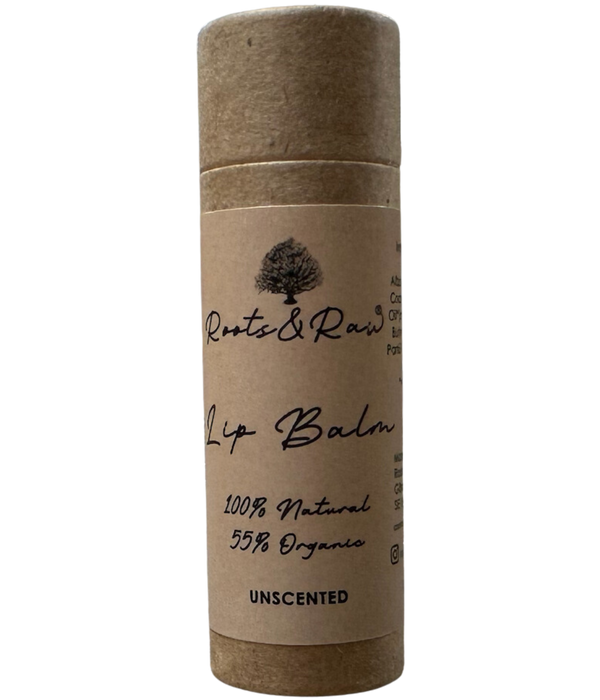 Roots & Raw®
Lip Balm
100% Natural
55% Organic
UNSCENTED